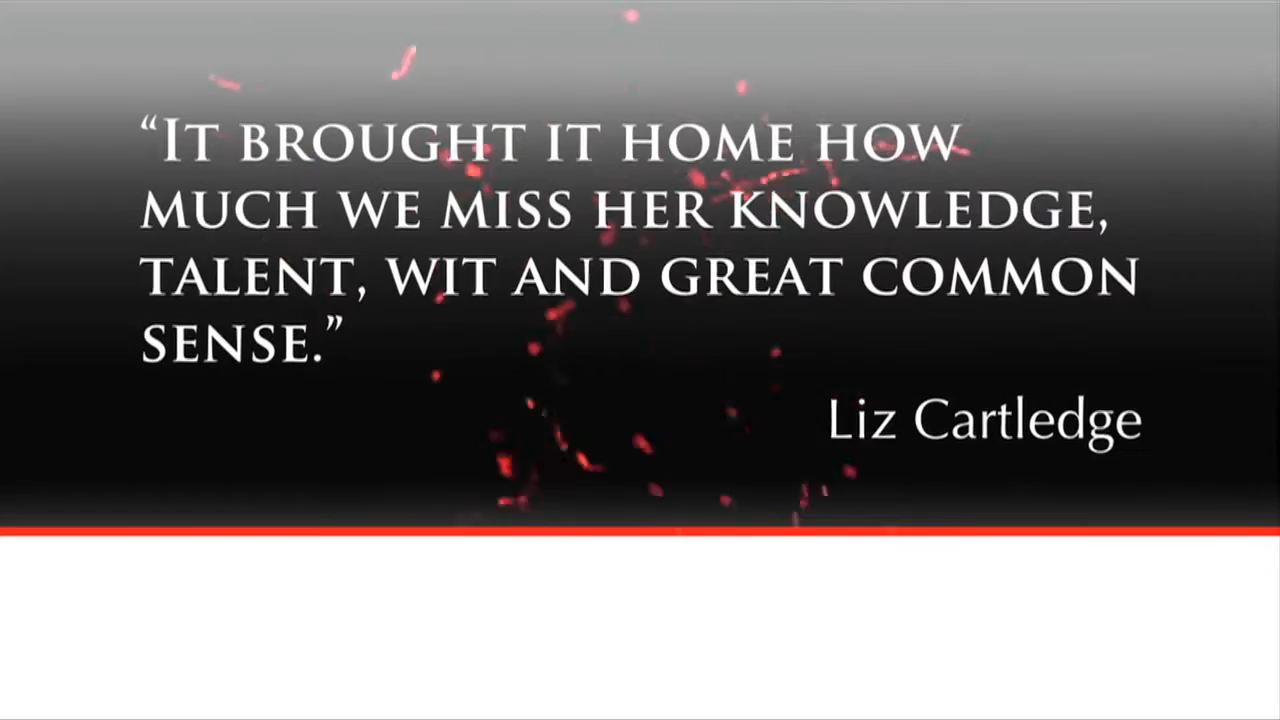 “It brought it home how
much we miss her knowledge,
talent, wit and great common
sense.”
Liz Cartledge